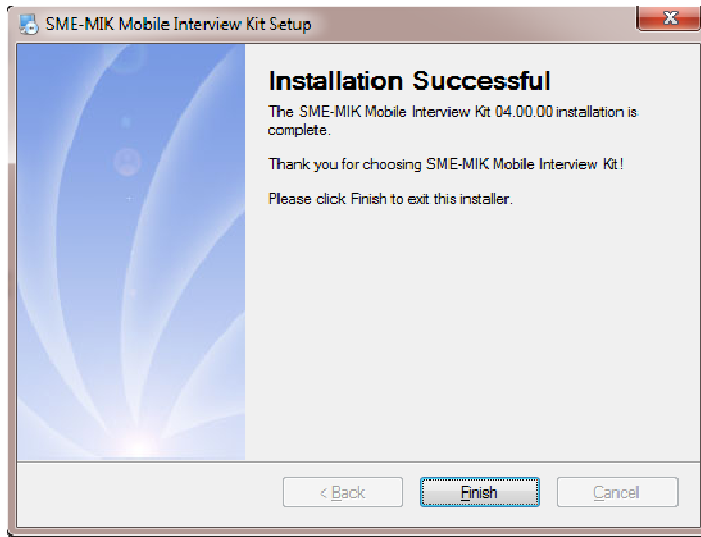 SME-MIK Mobile Interview Kit Setup
Installation Successful
The SME-MIK Mobile Interview Kit 04.00.00 installation is
complete.
Thank you for choosing SME-MIK Mobile Interview Kit!
Please click Finish to exit this installer.
< Back
Finish
Cancel